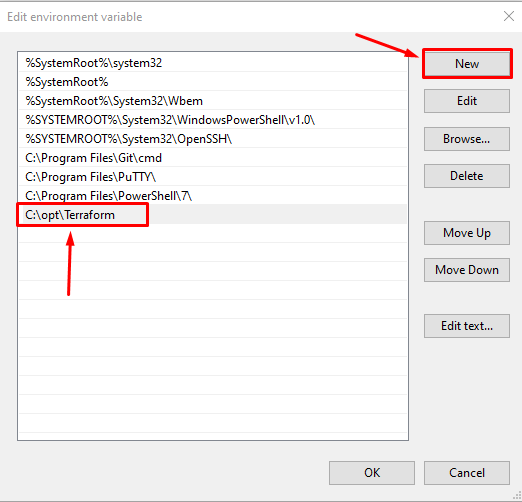 Edit environment variable
%SystemRoot%\system32
%SystemRoot%
%SystemRoot%\System32\Wbem
%SYSTEMROOT%\System32\WindowsPowerShell\v1.0\
%SYSTEMROOT%\System32\OpenSSH\
C:\Program Files\Git\cmd
C:\Program Files\PuTTY\
C:\Program Files\PowerShell\7\
C:\opt\Terraform
New
Edit
Browse...
Delete
Move Up
Move Down
Edit text...
OK
Cancel